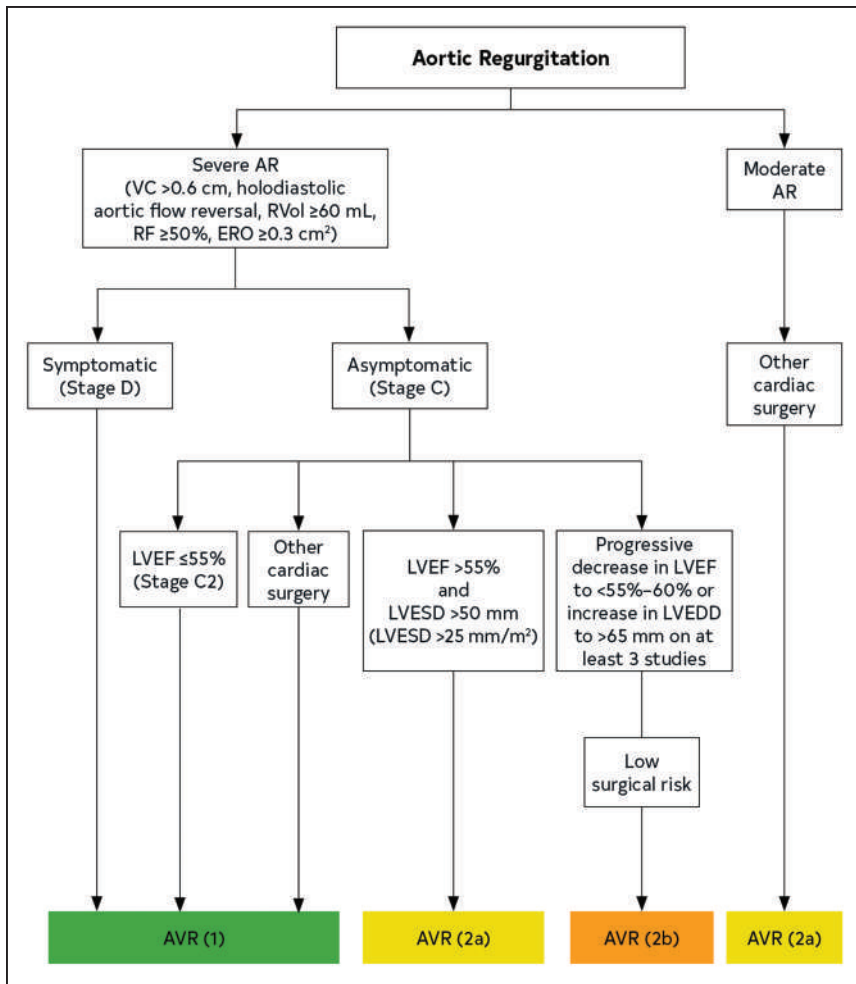 Aortic Regurgitation
Severe AR
(VC >0.6 cm, holodiastolic
aortic flow reversal, RVol ≥60 mL,
RF ≥50%, ERO ≥0.3 cm²)
Moderate
AR
Symptomatic
(Stage D)
Asymptomatic
(Stage C)
Other
cardiac
surgery
LVEF ≤55%
(Stage C2)
Other
cardiac
surgery
LVEF >55%
and
LVESD >50 mm
(LVESD >25 mm/m²)
Progressive
decrease in LVEF
to <55%–60% or
increase in LVEDD
to >65 mm on at
least 3 studies
Low
surgical risk
AVR (1)
AVR (2a)
AVR (2b)
AVR (2a)